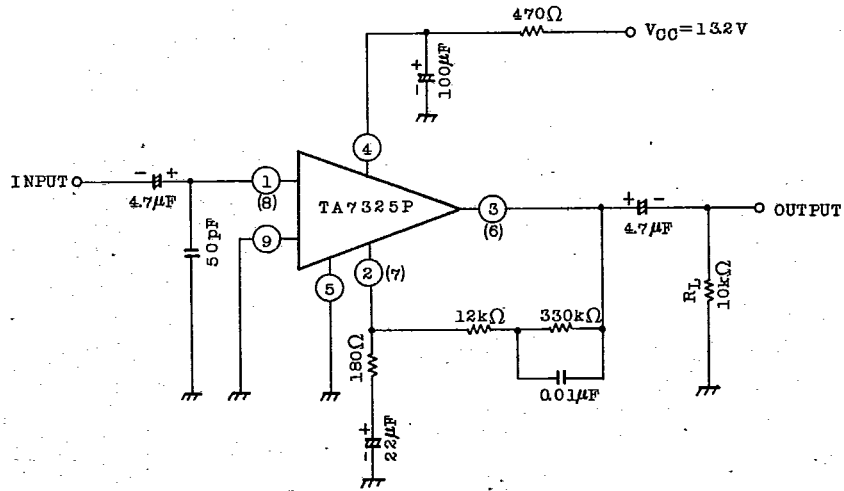 470Ω
VCC=13.2V
100μF
+
-
4
INPUT
- +
4.7μF
50pF
1
(8)
9
TA7325P
3
(6)
+ -
4.7μF
OUTPUT
2
(7)
5
RL
10kΩ
12kΩ
330kΩ
0.01μF
180Ω
+
-
22μF